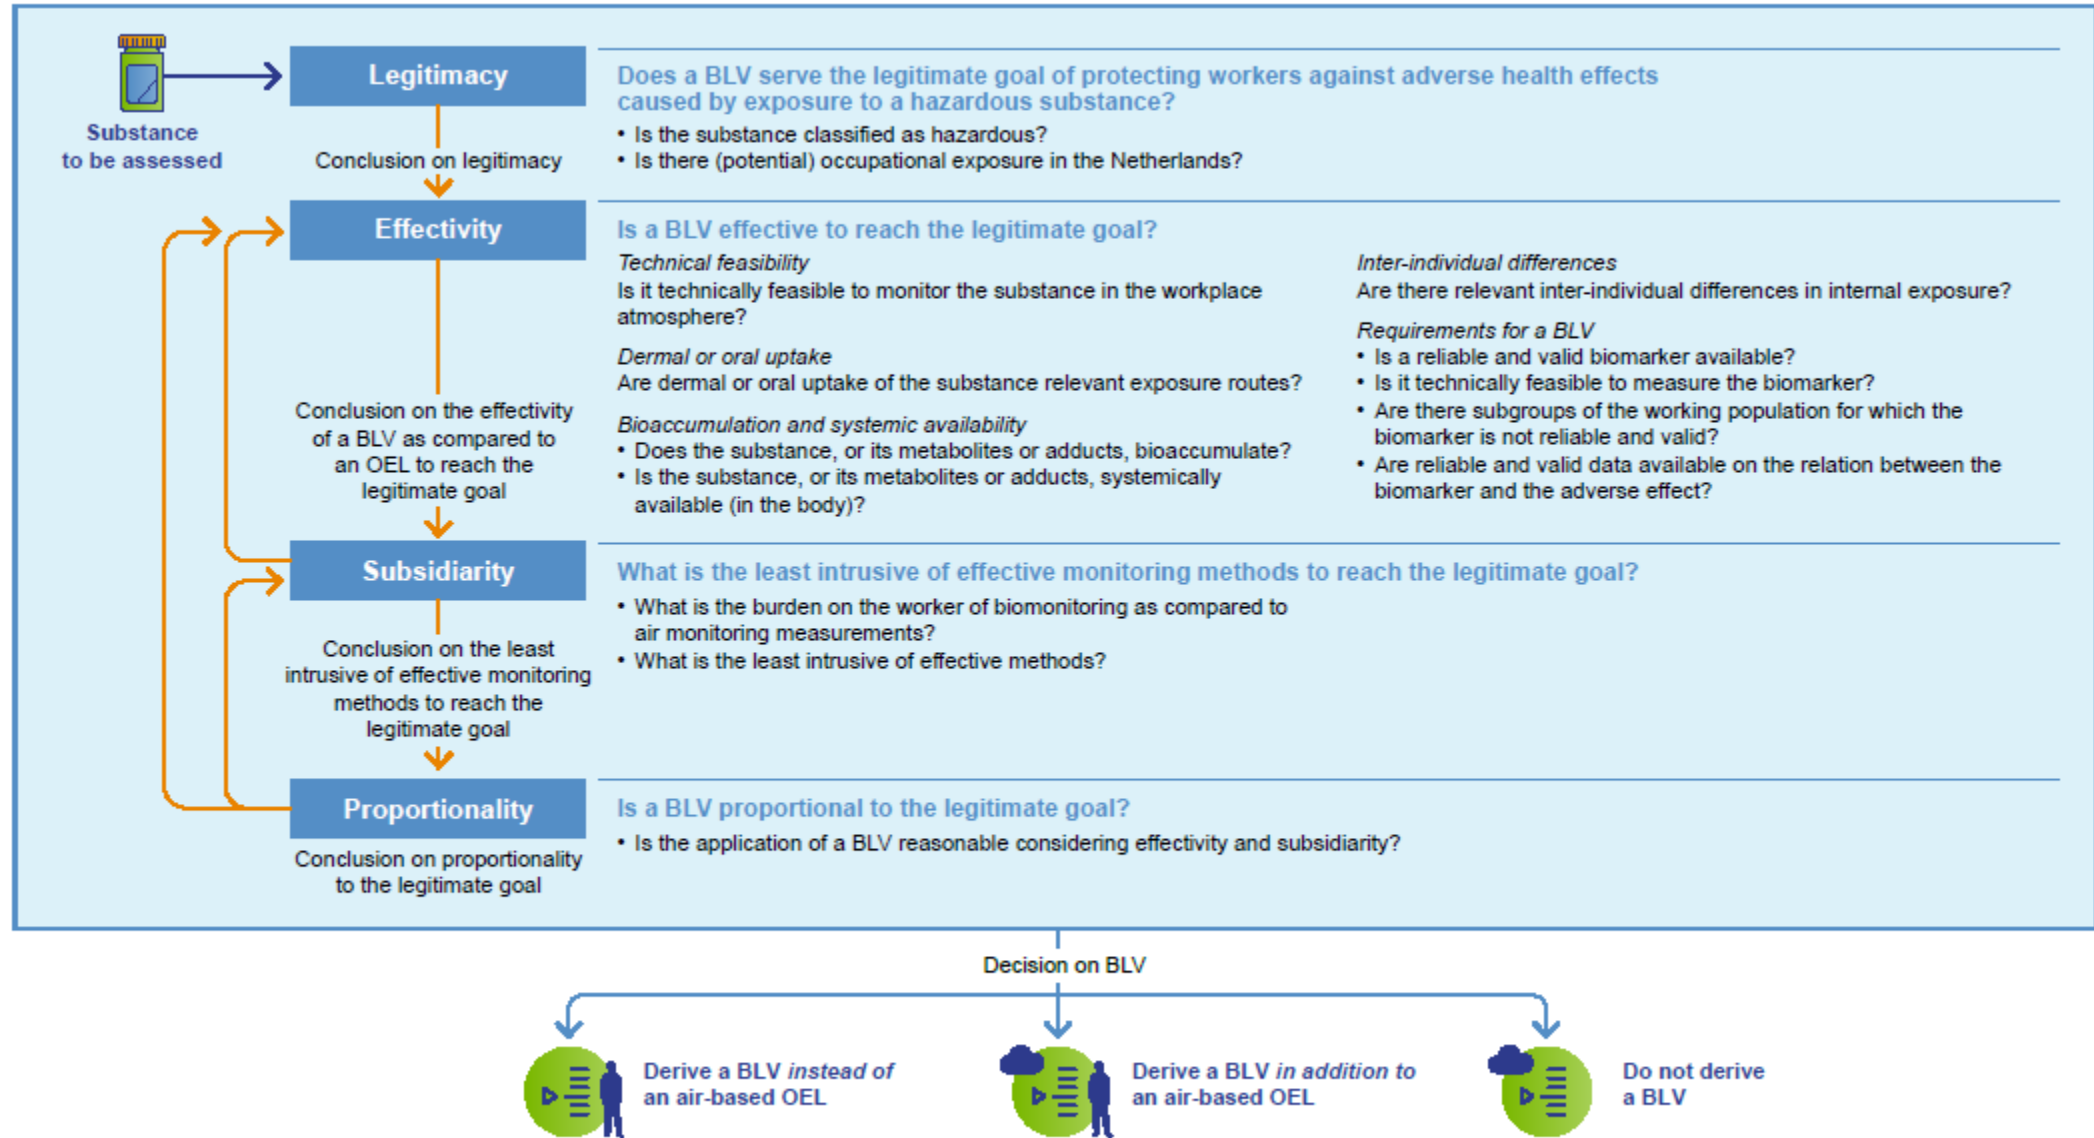 Substance
to be assessed
Legitimacy
Conclusion on legitimacy
Does a BLV serve the legitimate goal of protecting workers against adverse health effects
caused by exposure to a hazardous substance?
• Is the substance classified as hazardous?
• Is there (potential) occupational exposure in the Netherlands?
Effectivity
Conclusion on the effectivity
of a BLV as compared to
an OEL to reach the
legitimate goal
Is a BLV effective to reach the legitimate goal?
Technical feasibility
Is it technically feasible to monitor the substance in the workplace
atmosphere?
Dermal or oral uptake
Are dermal or oral uptake of the substance relevant exposure routes?
Bioaccumulation and systemic availability
• Does the substance, or its metabolites or adducts, bioaccumulate?
• Is the substance, or its metabolites or adducts, systemically
available (in the body)?
Inter-individual differences
Are there relevant inter-individual differences in internal exposure?
Requirements for a BLV
• Is a reliable and valid biomarker available?
• Is it technically feasible to measure the biomarker?
• Are there subgroups of the working population for which the
biomarker is not reliable and valid?
• Are reliable and valid data available on the relation between the
biomarker and the adverse effect?
Subsidiarity
Conclusion on the least
intrusive of effective monitoring
methods to reach the
legitimate goal
What is the least intrusive of effective monitoring methods to reach the legitimate goal?
• What is the burden on the worker of biomonitoring as compared to
air monitoring measurements?
• What is the least intrusive of effective methods?
Proportionality
Conclusion on proportionality
to the legitimate goal
Is a BLV proportional to the legitimate goal?
• Is the application of a BLV reasonable considering effectivity and subsidiarity?
Decision on BLV
Derive a BLV instead of
an air-based OEL
Derive a BLV in addition to
an air-based OEL
Do not derive
a BLV